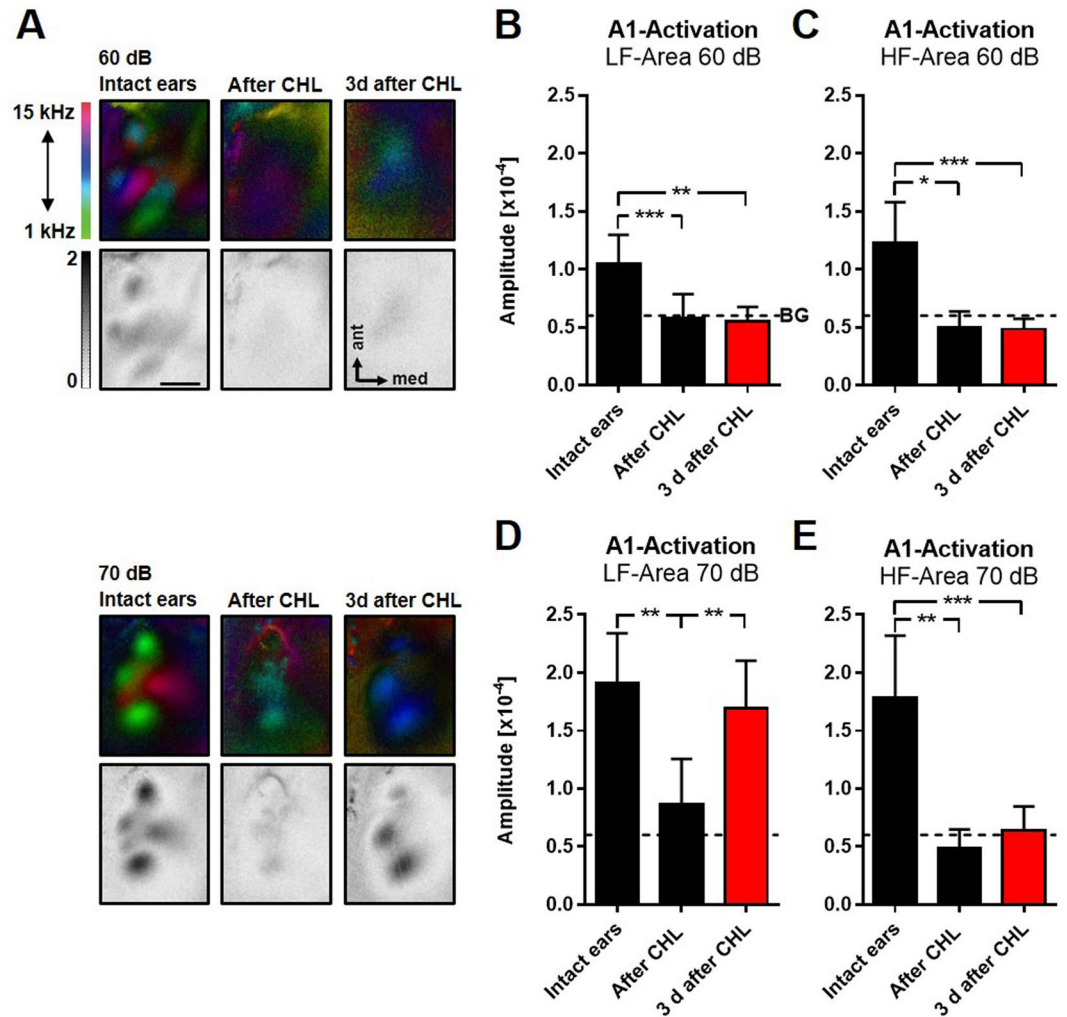 A
60 dB
Intact ears After CHL 3d after CHL
15 kHz
1 kHz
2
0
ant
med
70 dB
Intact ears After CHL 3d after CHL
B
A1-Activation
LF-Area 60 dB
Amplitude [x10-4]
2.5
2.0
1.5
1.0
0.5
0.0
**
***
BG
Intact ears
After CHL
3 d after CHL
C
A1-Activation
HF-Area 60 dB
2.5
2.0
1.5
1.0
0.5
0.0
***
*
Intact ears
After CHL
3 d after CHL
D
A1-Activation
LF-Area 70 dB
Amplitude [x10-4]
2.5
2.0
1.5
1.0
0.5
0.0
** **
Intact ears
After CHL
3 d after CHL
E
A1-Activation
HF-Area 70 dB
2.5
2.0
1.5
1.0
0.5
0.0
***
**
Intact ears
After CHL
3 d after CHL